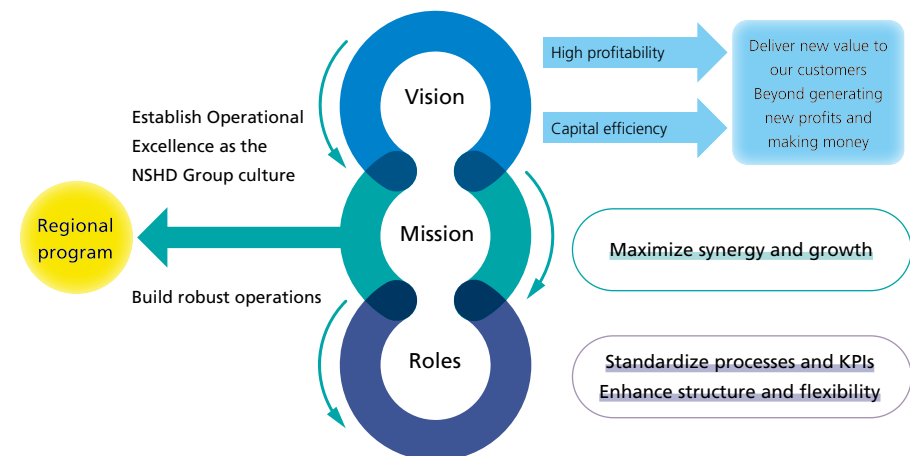 Vision
High profitability
Capital efficiency
Deliver new value to
our customers
Beyond generating
new profits and
making money
Establish Operational
Excellence as the
NSHD Group culture
Regional
program
Mission
Maximize synergy and growth
Build robust operations
Roles
Standardize processes and KPIs
Enhance structure and flexibility